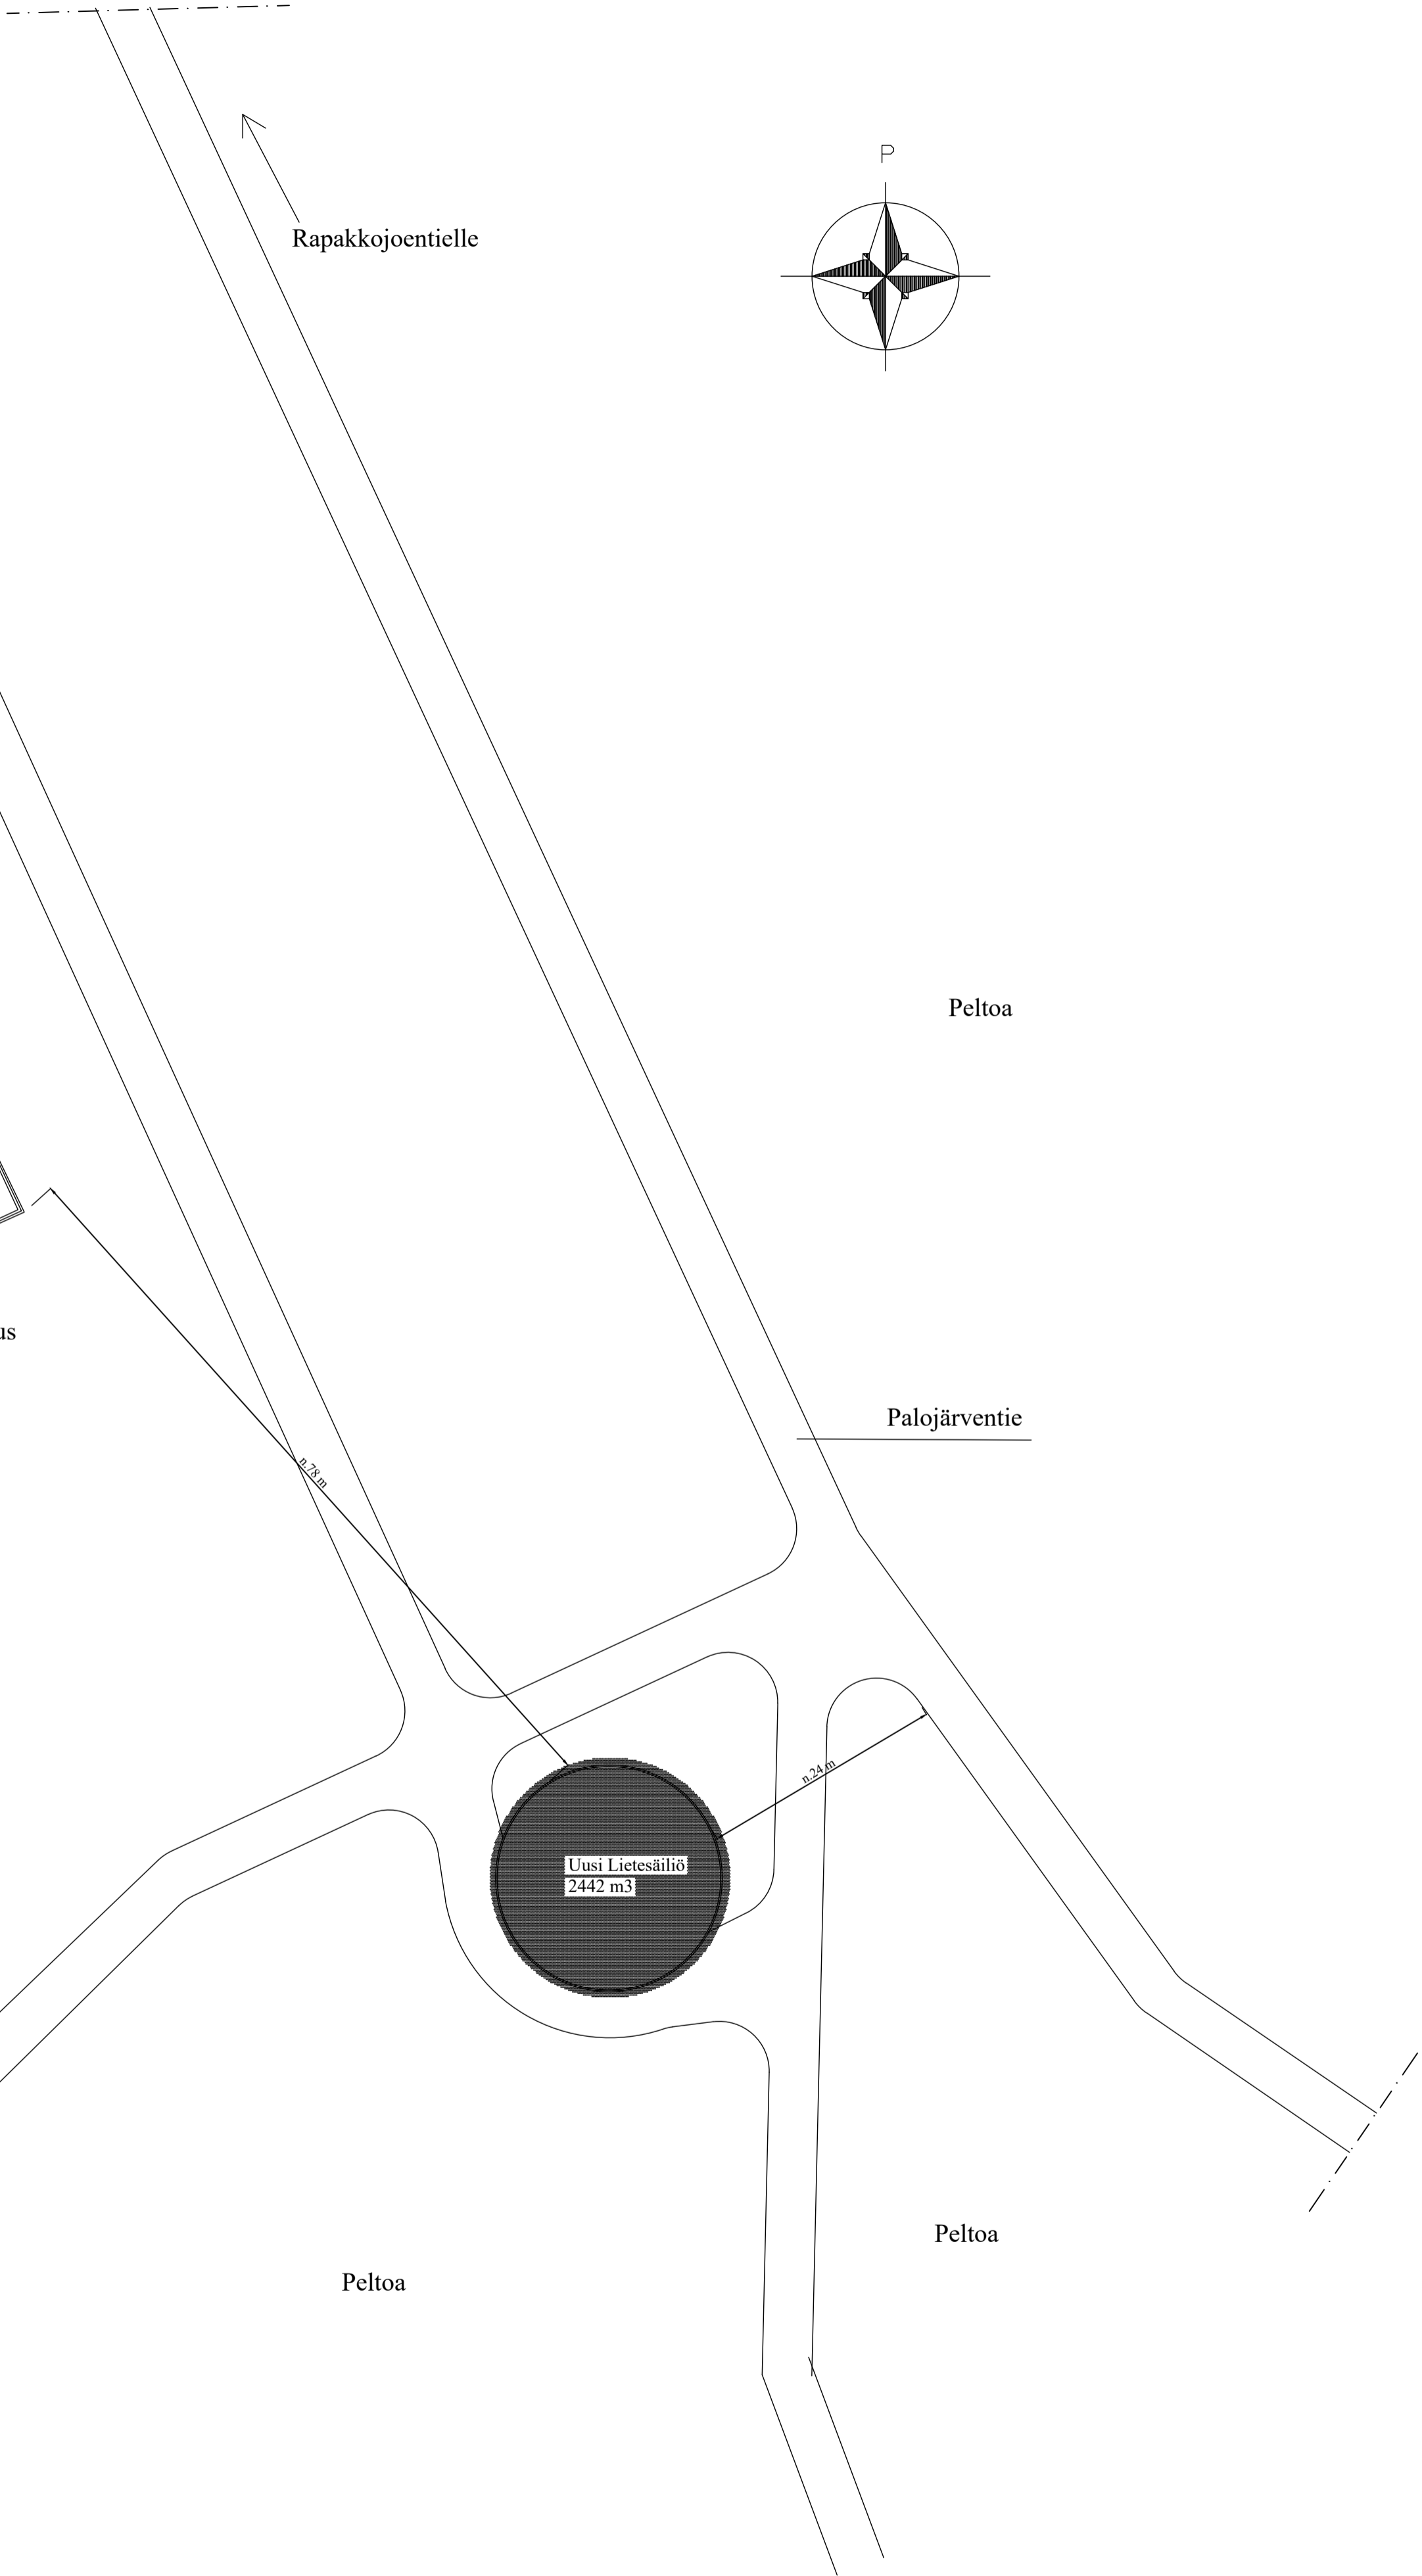 P
Rapakkojoentielle
Peltoa
us
Palojärventie
n.78 m
n.24 m
Uusi Lietesäiliö
2442 m3
Peltoa
Peltoa